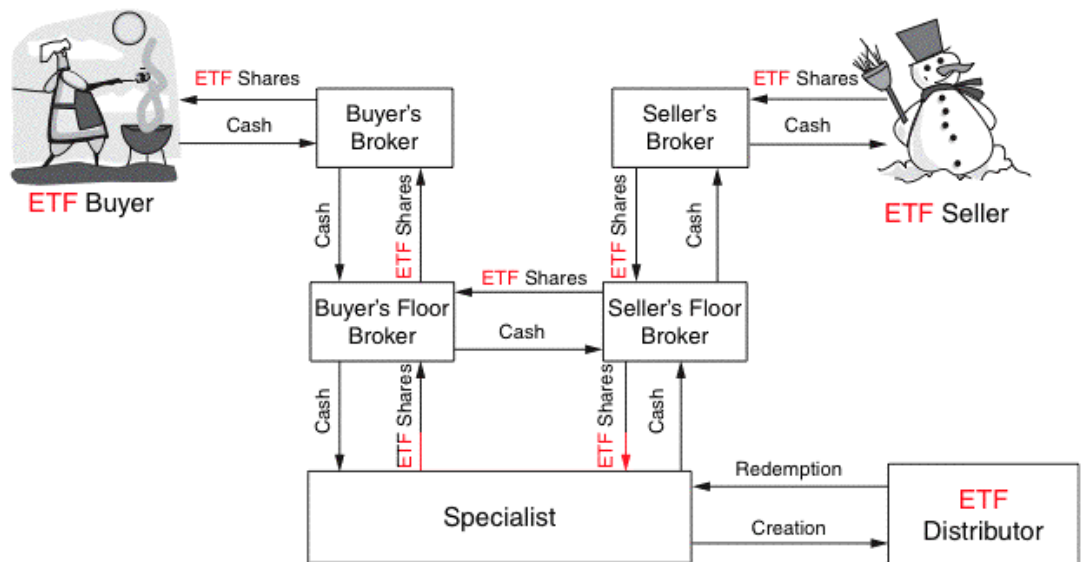 ETF Shares
Cash
ETF Buyer
Buyer's
Broker
Seller's
Broker
ETF Shares
Cash
ETF Seller
Cash
ETF Shares
ETF Shares
Cash
Buyer's Floor
Broker
ETF Shares
Cash
Seller's Floor
Broker
Cash
ETF Shares
ETF Shares
Cash
Specialist
Redemption
Creation
ETF
Distributor